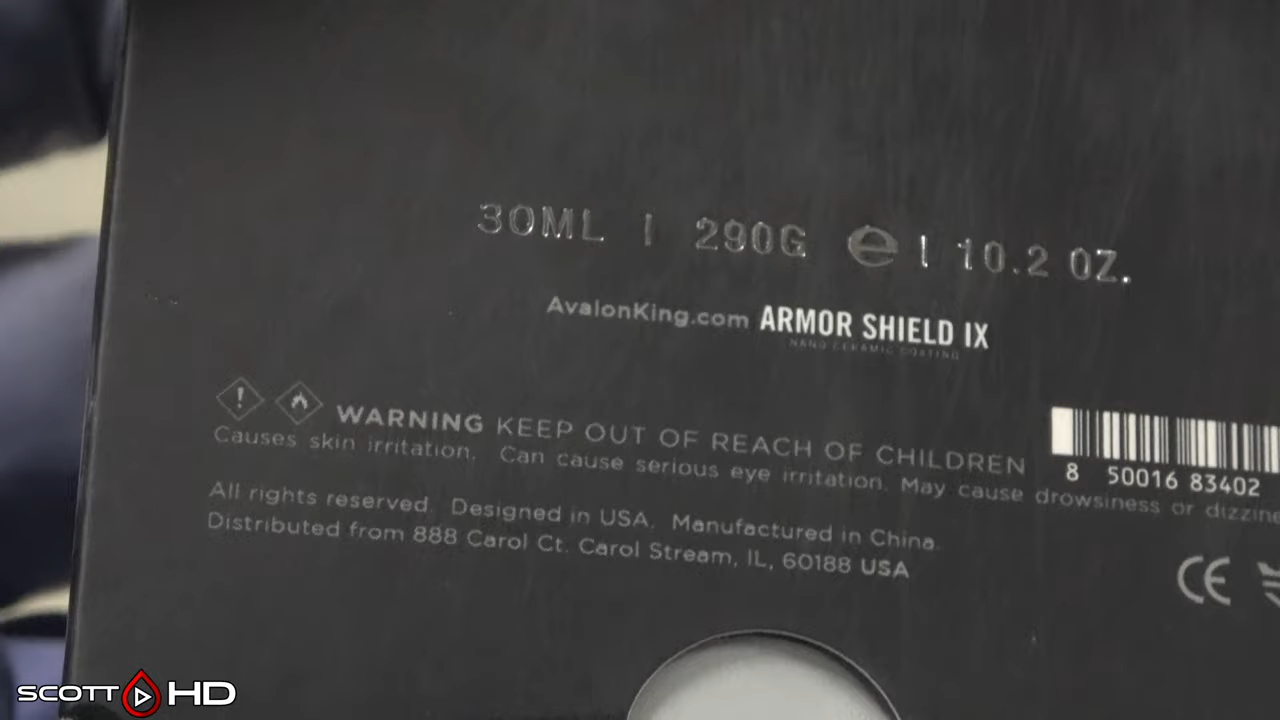 30ML | 290G ℮ | 10.2 OZ.
AvalonKing.com ARMOR SHIELD IX
NANO CERAMIC COATING
WARNING KEEP OUT OF REACH OF CHILDREN
Causes skin irritation. Can cause serious eye irritation. May cause drowsiness or dizzine
8 50016 83402
All rights reserved. Designed in USA. Manufactured in China.
Distributed from 888 Carol Ct. Carol Stream, IL, 60188 USA
CE
SCOTT HD